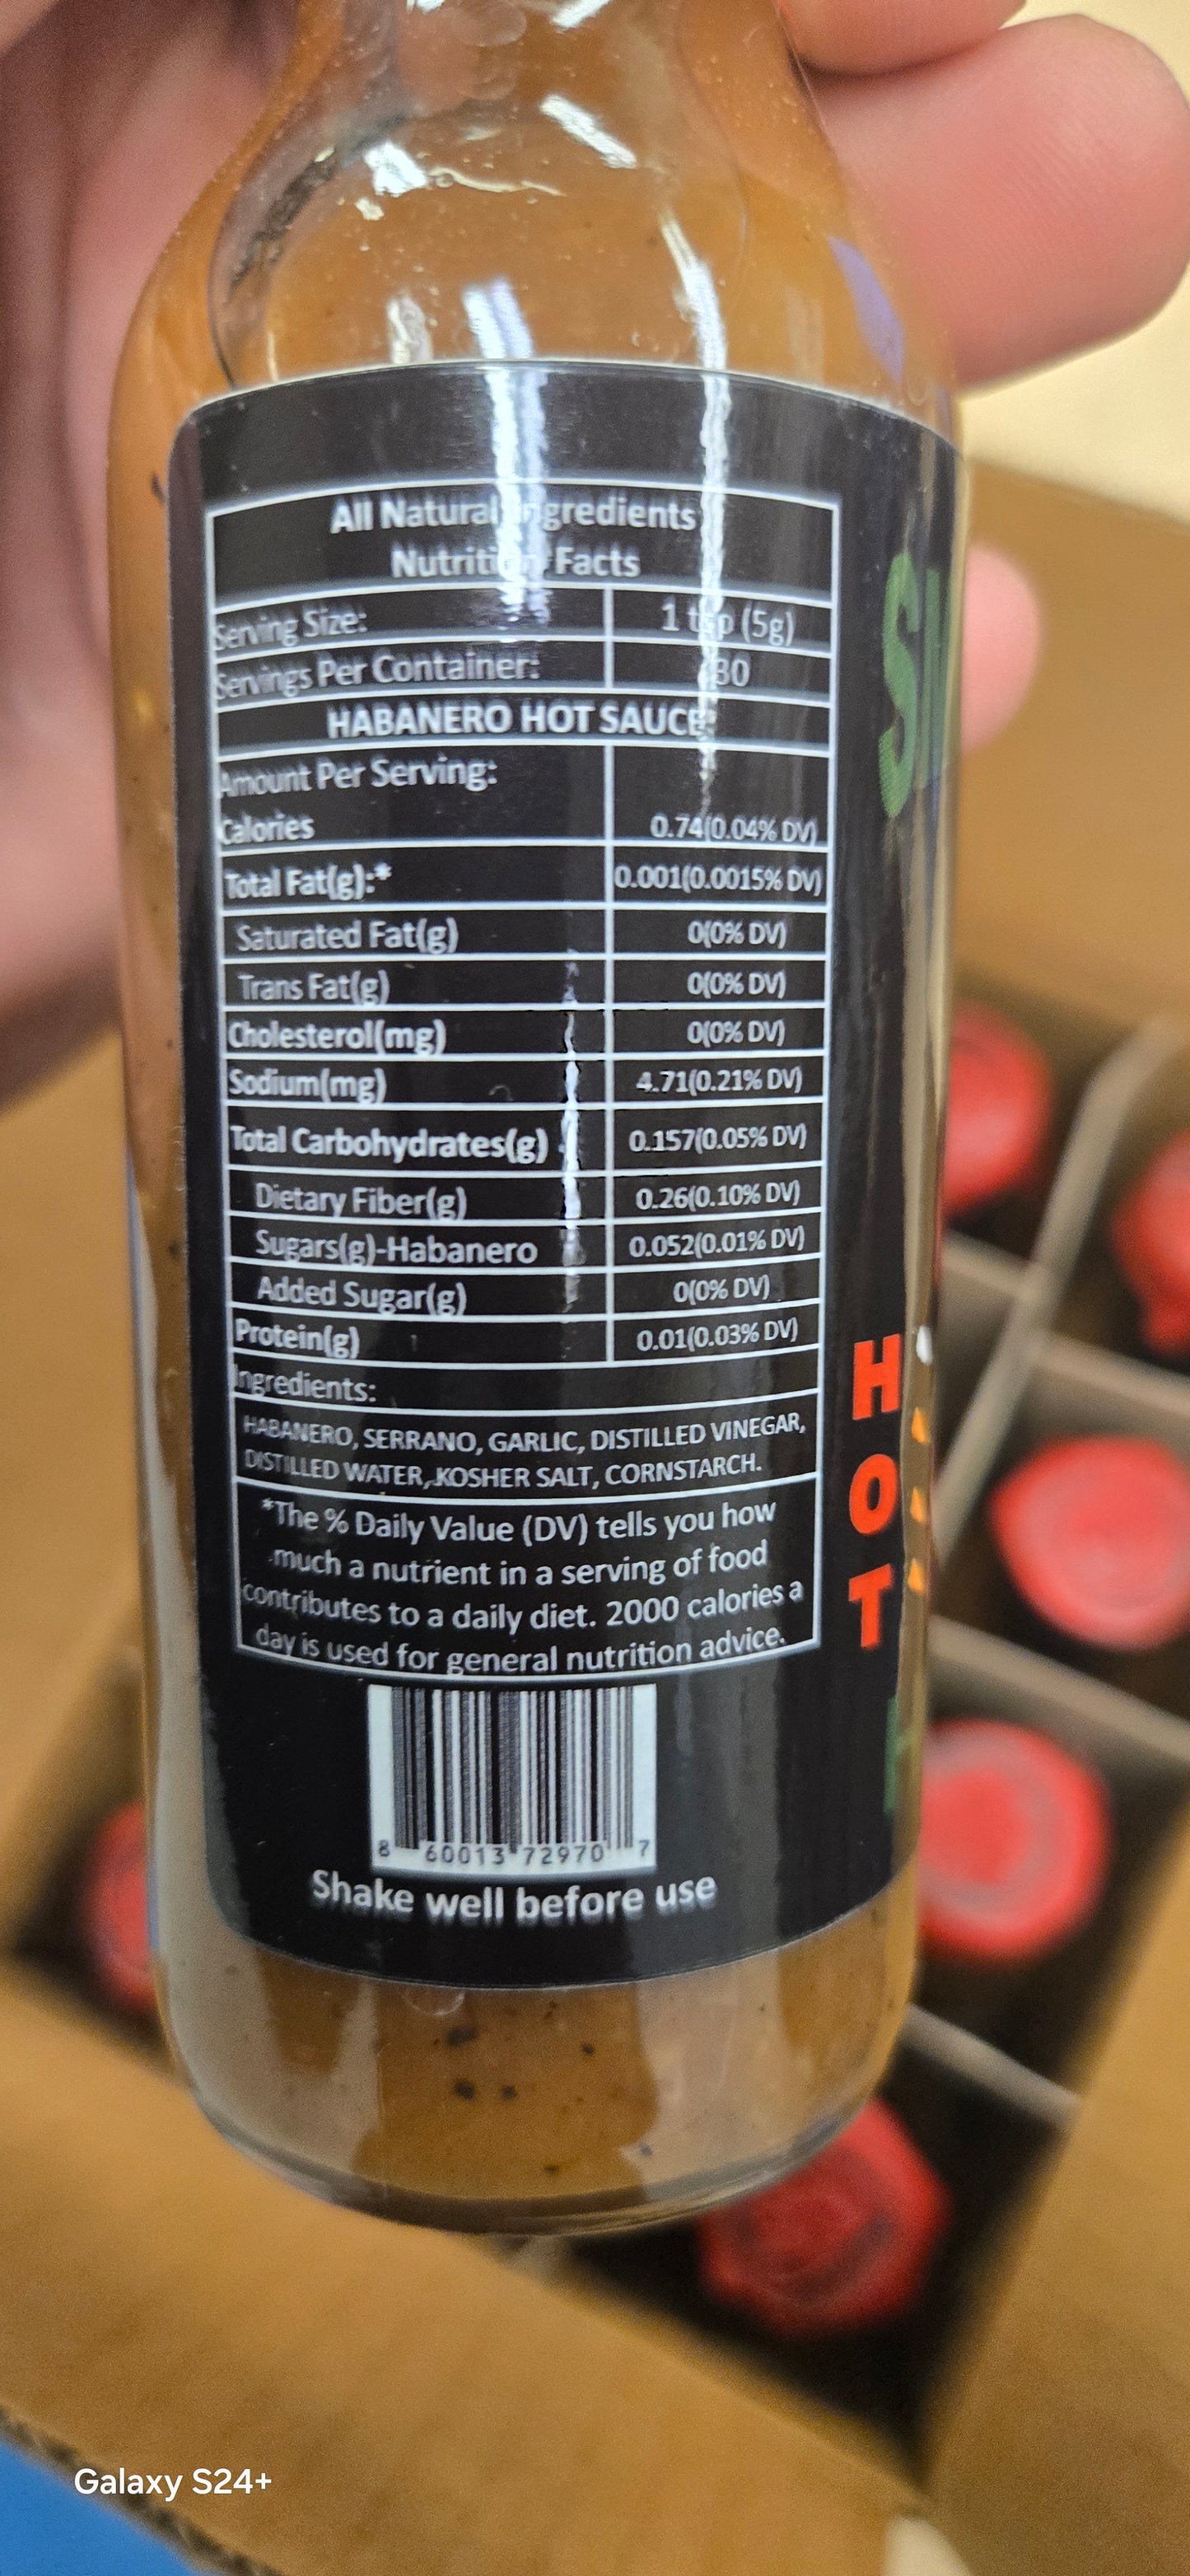 All Natural Ingredients
Nutrition Facts
Serving Size: 1 tsp (5g)
Servings Per Container: 30
HABANERO HOT SAUCE
Amount Per Serving:
Calories 0.74(0.04% DV)
Total Fat(g):* 0.001(0.0015% DV)
Saturated Fat(g) 0(0% DV)
Trans Fat(g) 0(0% DV)
Cholesterol(mg) 0(0% DV)
Sodium(mg) 4.71(0.21% DV)
Total Carbohydrates(g) 0.157(0.05% DV)
Dietary Fiber(g) 0.26(0.10% DV)
Sugars(g)-Habanero 0.052(0.01% DV)
Added Sugar(g) 0(0% DV)
Protein(g) 0.01(0.03% DV)
Ingredients:
HABANERO, SERRANO, GARLIC, DISTILLED VINEGAR,
DISTILLED WATER, KOSHER SALT, CORNSTARCH.
*The % Daily Value (DV) tells you how
much a nutrient in a serving of food
contributes to a daily diet. 2000 calories a
day is used for general nutrition advice.
8 60013 72970 7
Shake well before use
HOT
Galaxy S24+